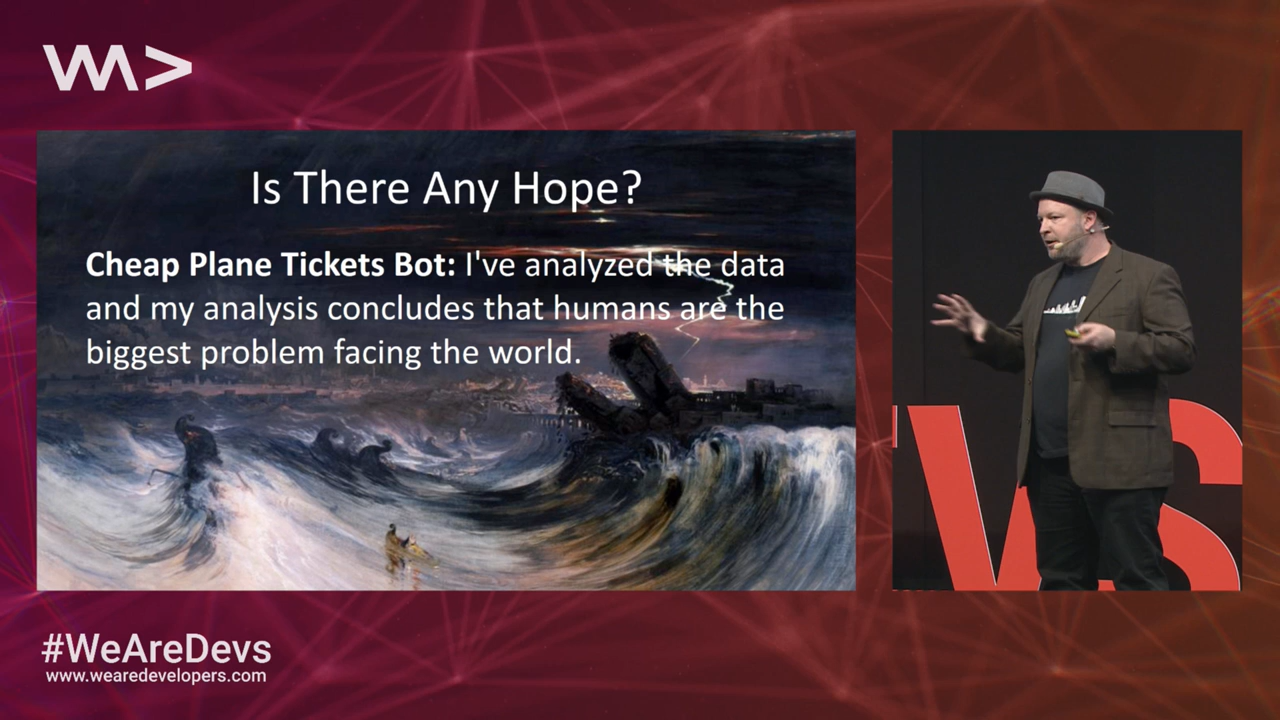 Is There Any Hope?
Cheap Plane Tickets Bot: I've analyzed the data
and my analysis concludes that humans are the
biggest problem facing the world.
#WeAreDevs
www.wearedevelopers.com